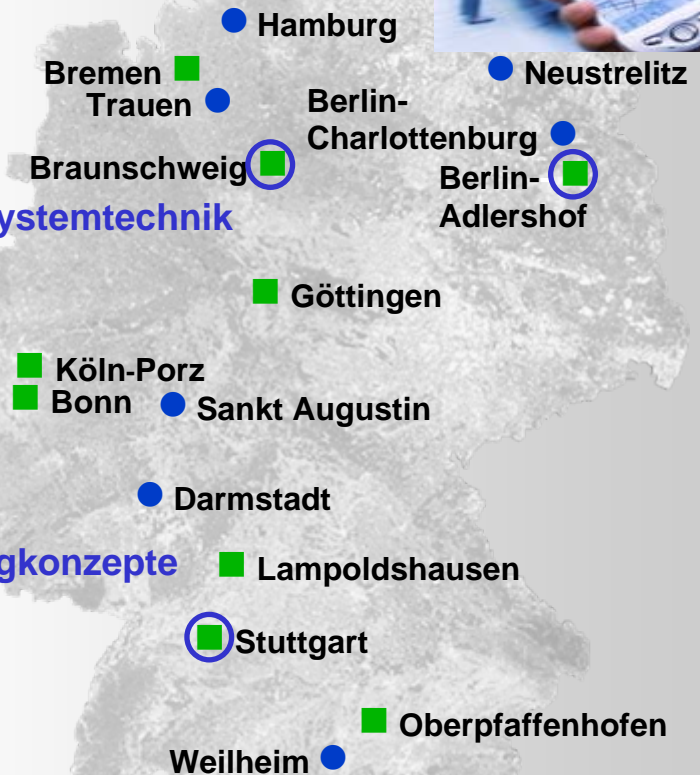 Hamburg
Bremen
Neustrelitz
Trauen
Berlin-
Charlottenburg
Braunschweig
Berlin-
Adlershof
ystemtechnik
Göttingen
Köln-Porz
Bonn
Sankt Augustin
Darmstadt
gkonzepte
Lampoldshausen
Stuttgart
Oberpfaffenhofen
Weilheim